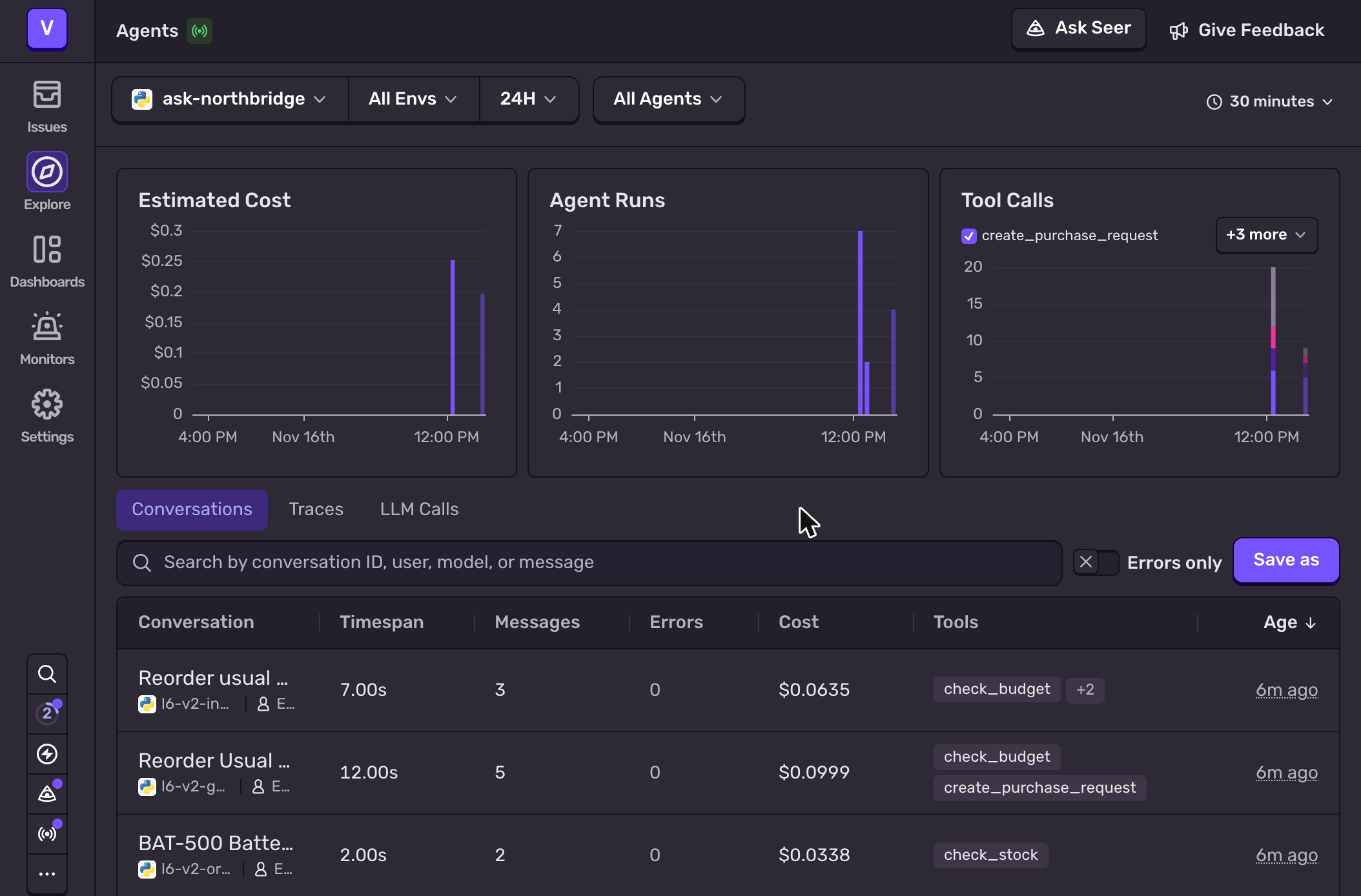 V
Agents
Ask Seer
Give Feedback
Issues
Explore
Dashboards
Monitors
Settings
2
ask-northbridge
All Envs
24H
All Agents
30 minutes
Estimated Cost
$0.3
$0.25
$0.2
$0.15
$0.1
$0.05
0
4:00 PM Nov 16th 12:00 PM
Agent Runs
7
6
5
4
3
2
1
0
4:00 PM Nov 16th 12:00 PM
Tool Calls
create_purchase_request
+3 more
20
15
10
5
0
4:00 PM Nov 16th 12:00 PM
Conversations Traces LLM Calls
Search by conversation ID, user, model, or message
Errors only
Save as
Conversation Timespan Messages Errors Cost Tools Age
Reorder usual ...
l6-v2-in... E...
7.00s 3 0 $0.0635 check_budget +2 6m ago
Reorder Usual ...
l6-v2-g... E...
12.00s 5 0 $0.0999 check_budget 6m ago
create_purchase_request
BAT-500 Batte...
l6-v2-or... E...
2.00s 2 0 $0.0338 check_stock 6m ago